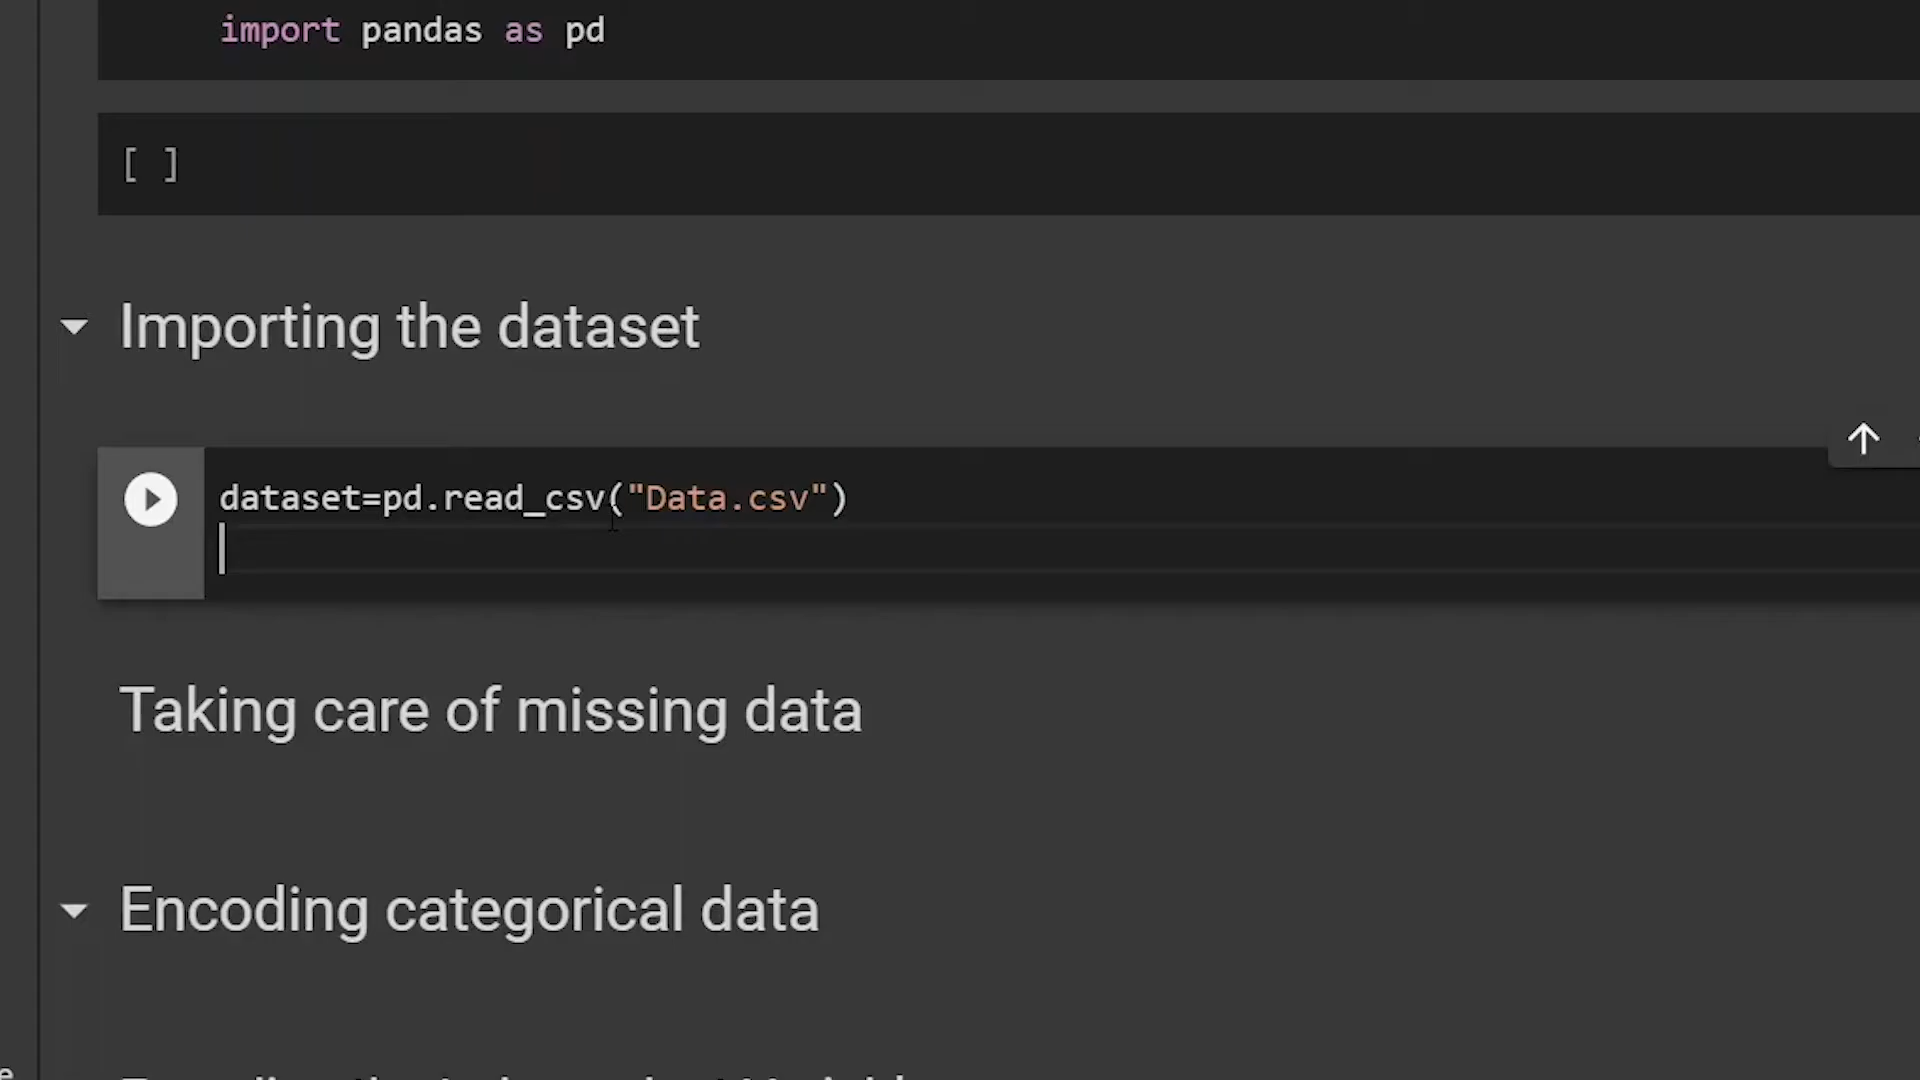 import pandas as pd
[ ]
Importing the dataset
dataset=pd.read_csv("Data.csv")
Taking care of missing data
Encoding categorical data